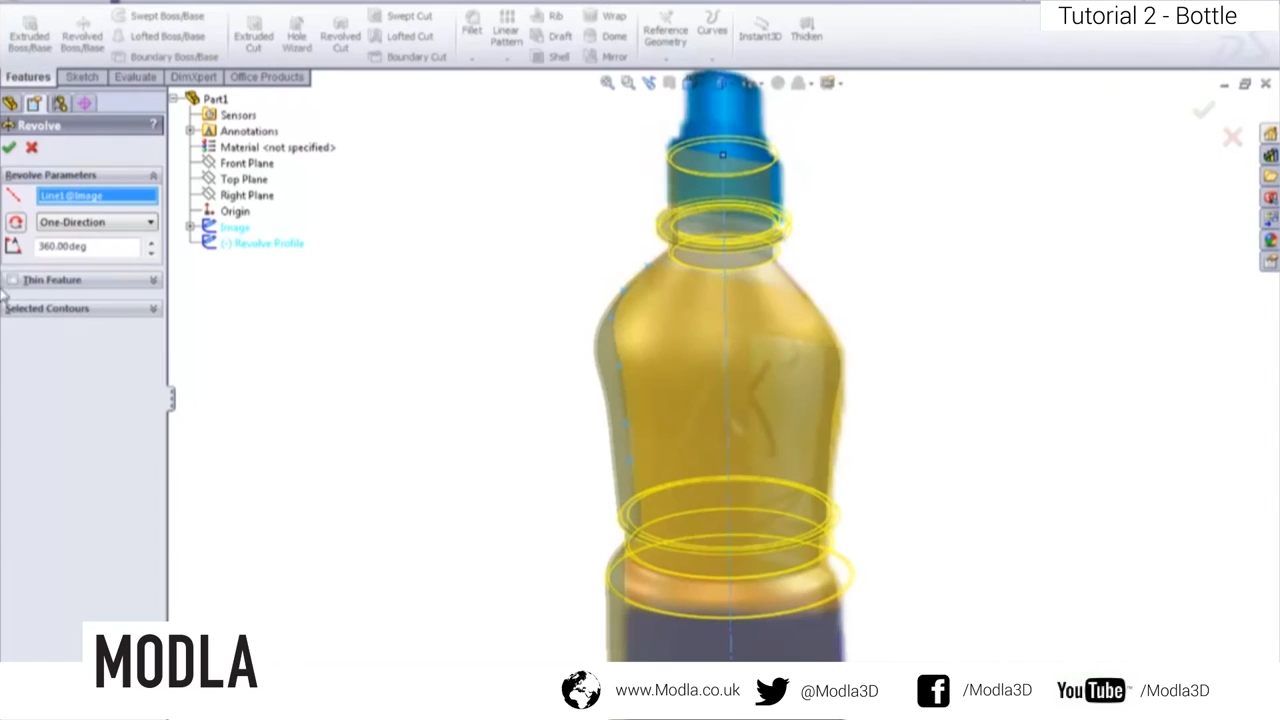 Tutorial 2 - Bottle
Extruded Boss/Base
Revolved Boss/Base
Swept Boss/Base
Lofted Boss/Base
Boundary Boss/Base
Extruded Cut
Hole Wizard
Revolved Cut
Swept Cut
Lofted Cut
Boundary Cut
Fillet
Linear Pattern
Rib
Draft
Shell
Wrap
Dome
Mirror
Reference Geometry
Curves
Instant3D
Thicken
Features
Sketch
Evaluate
DimXpert
Office Products
Revolve
?
Revolve Parameters
Line1@Image
One-Direction
360.00deg
Thin Feature
Selected Contours
Part1
Sensors
Annotations
Material <not specified>
Front Plane
Top Plane
Right Plane
Origin
Image
(-) Revolve Profile
MODLA
www.Modla.co.uk
@Modla3D
/Modla3D
YouTube
/Modla3D